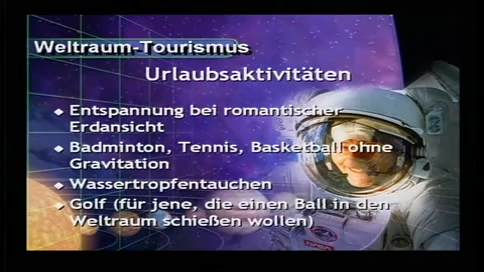 Weltraum-Tourismus
Urlaubsaktivitäten
Entspannung bei romantischer
Erdansicht
Badminton, Tennis, Basketball ohne
Gravitation
Wassertropfentauchen
Golf (für jene, die einen Ball in den
Weltraum schießen wollen)